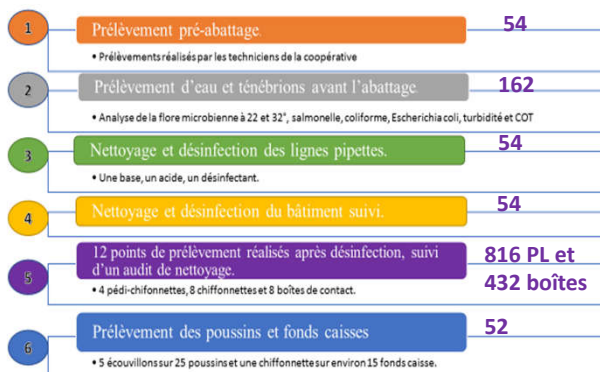 1
Prélèvement pré-abattage.
54
• Prélèvements réalisés par les techniciens de la coopérative
2
Prélèvement d'eau et ténébrions avant l'abattage.
162
• Analyse de la flore microbienne à 22 et 32°, salmonelle, coliforme, Escherichia coli, turbidité et COT
3
Nettoyage et désinfection des lignes pipettes.
54
• Une base, un acide, un désinfectant.
4
Nettoyage et désinfection du bâtiment suivi.
54
5
12 points de prélèvement réalisés après désinfection, suivi
d'un audit de nettoyage.
816 PL et
432 boîtes
• 4 pédi-chifonnettes, 8 chiffonnettes et 8 boîtes de contact.
6
Prélèvement des poussins et fonds caisses
52
• 5 écouvillons sur 25 poussins et une chiffonnette sur environ 15 fonds caisse.